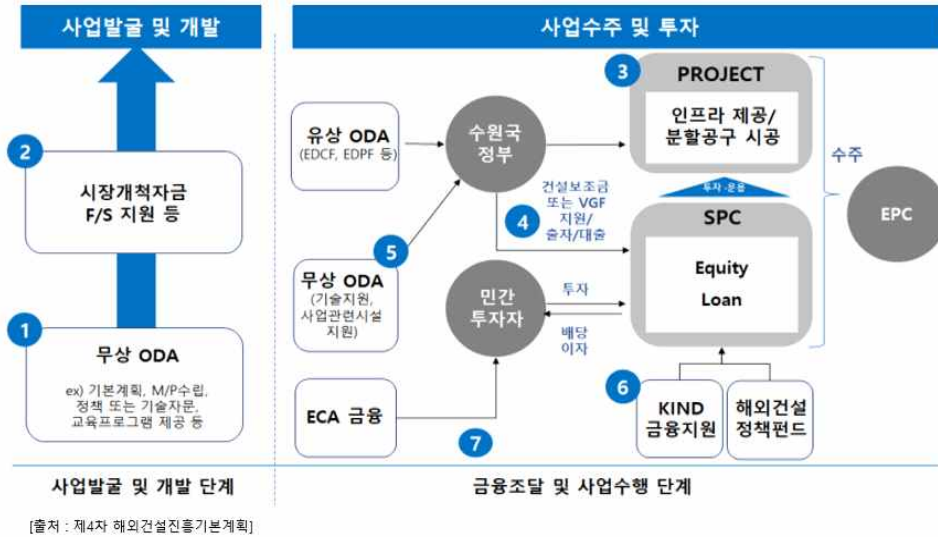 사업발굴 및 개발
사업수주 및 투자
2
시장개척자금
F/S 지원 등
1
무상 ODA
ex) 기본계획, M/P수립,
정책 또는 기술자문,
교육프로그램 제공 등
유상 ODA
(EDCF, EDPF 등)
수원국
정부
3
PROJECT
인프라 제공/
분할공구 시공
수주
EPC
투자·운용
4
건설보조금
또는 VGF
지원/
출자/대출
SPC
Equity
Loan
5
무상 ODA
(기술지원,
사업관련시설
지원)
민간
투자자
투자
배당
이자
6
KIND
금융지원
해외건설
정책펀드
ECA 금융
7
사업발굴 및 개발 단계
금융조달 및 사업수행 단계
[출처 : 제4차 해외건설진흥기본계획]